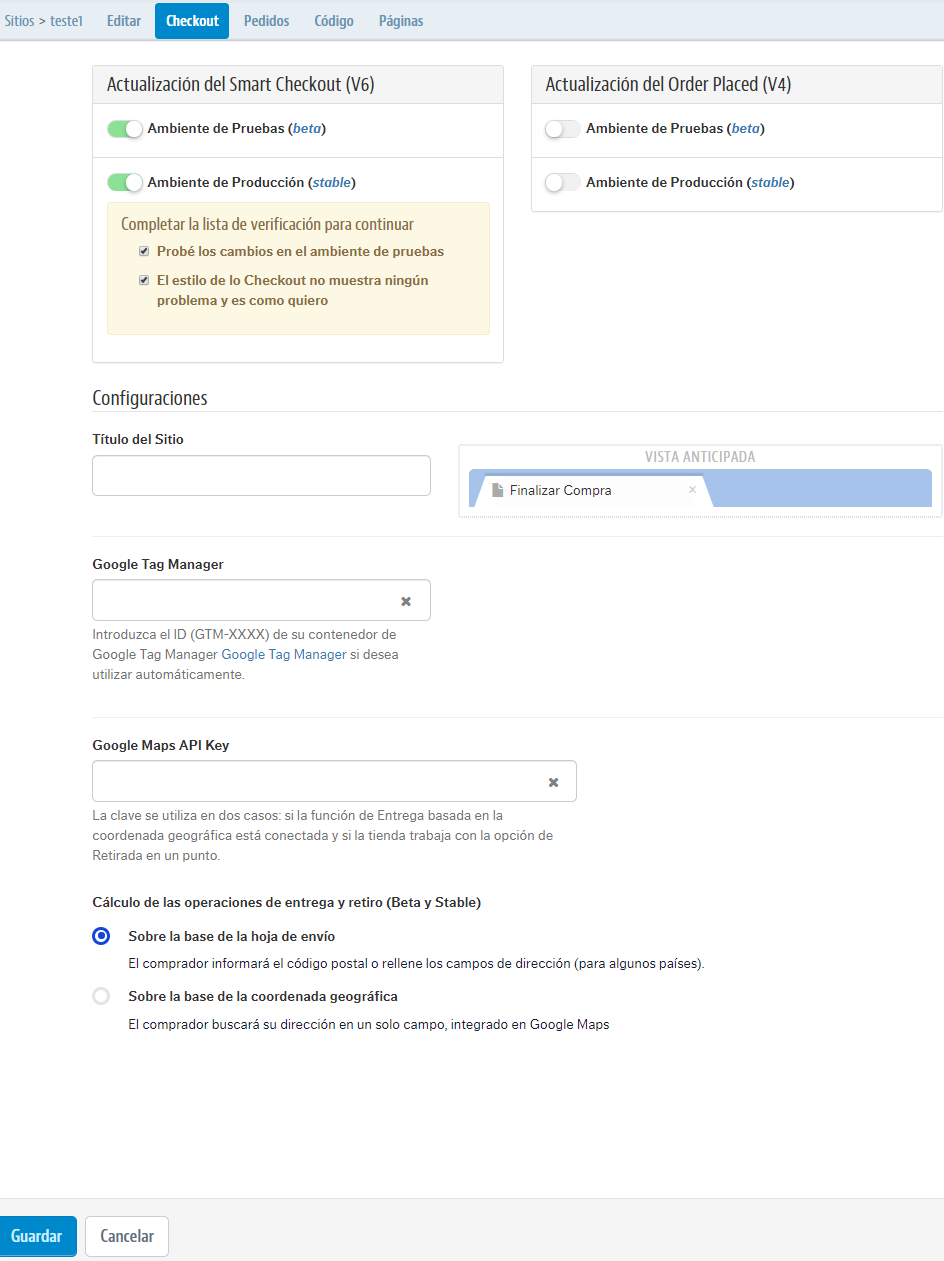 Sitios > teste1 Editar Checkout Pedidos Código Páginas
Actualización del Smart Checkout (V6)
Ambiente de Pruebas (beta)
Ambiente de Producción (stable)
Completar la lista de verificación para continuar
Probé los cambios en el ambiente de pruebas
El estilo de lo Checkout no muestra ningún
problema y es como quiero
Actualización del Order Placed (V4)
Ambiente de Pruebas (beta)
Ambiente de Producción (stable)
Configuraciones
Título del Sitio
VISTA ANTICIPADA
Finalizar Compra
Google Tag Manager
Introduzca el ID (GTM-XXXX) de su contenedor de
Google Tag Manager Google Tag Manager si desea
utilizar automáticamente.
Google Maps API Key
La clave se utiliza en dos casos: si la función de Entrega basada en la
coordenada geográfica está conectada y si la tienda trabaja con la opción de
Retirada en un punto.
Cálculo de las operaciones de entrega y retiro (Beta y Stable)
Sobre la base de la hoja de envío
El comprador informará el código postal o rellene los campos de dirección (para algunos países).
Sobre la base de la coordenada geográfica
El comprador buscará su dirección en un solo campo, integrado en Google Maps
Guardar Cancelar